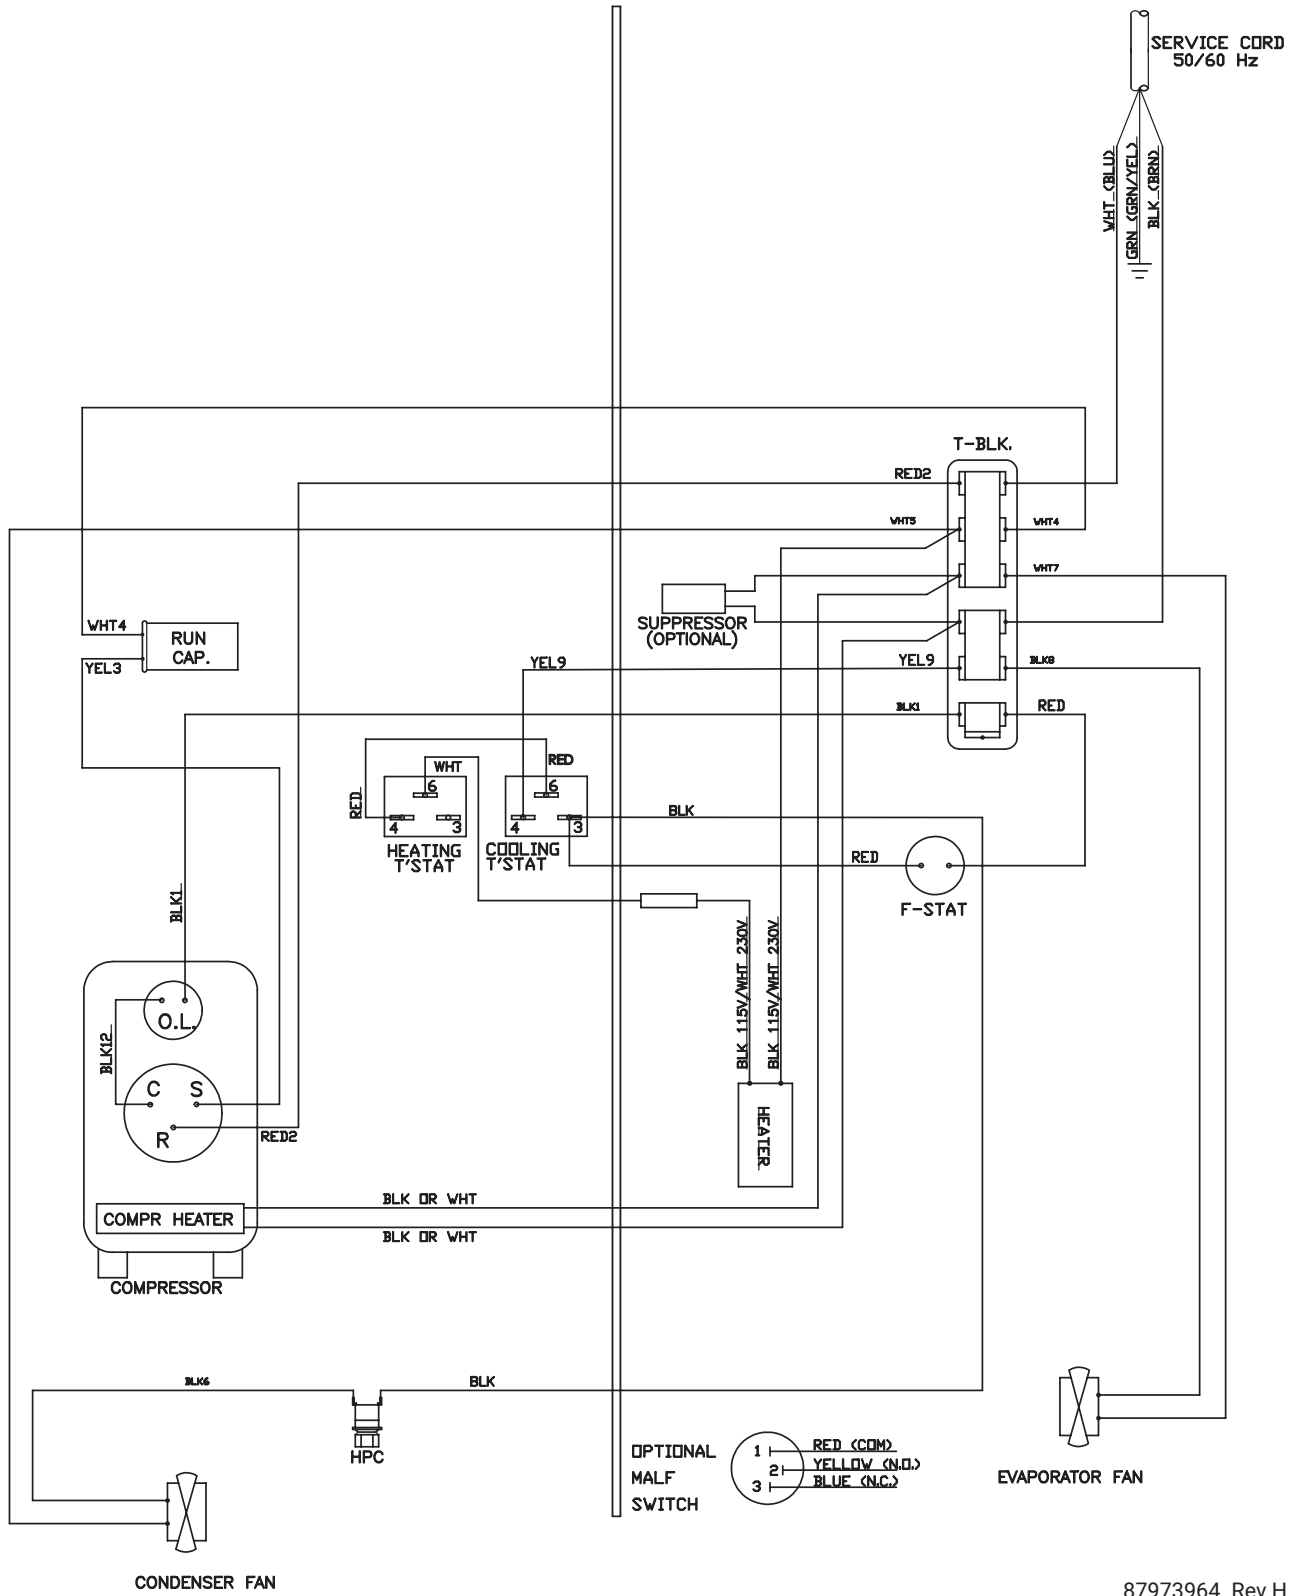 SERVICE CORD
50/60 Hz
WHT (BLU)
GRN (GRN/YEL)
BLK (BRN)
T-BLK.
RED2
WHT5
WHT4
WHT7
SUPPRESSOR
(OPTIONAL)
WHT4
RUN
CAP.
YEL3
YEL9
YEL9
BLK8
BLK1
RED
WHT
RED
RED
6
4
3
HEATING
T'STAT
6
4
3
COOLING
T'STAT
BLK
RED
F-STAT
BLK1
BLK 115V/WHT 230V
BLK 115V/WHT 230V
O.L.
BLK12
C
S
R
RED2
HEATER
COMPR HEATER
BLK OR WHT
BLK OR WHT
COMPRESSOR
BLK6
BLK
HPC
OPTIONAL
MALF
SWITCH
1
2
3
RED (COM)
YELLOW (N.O.)
BLUE (N.C.)
EVAPORATOR FAN
CONDENSER FAN
87973964 Rev H